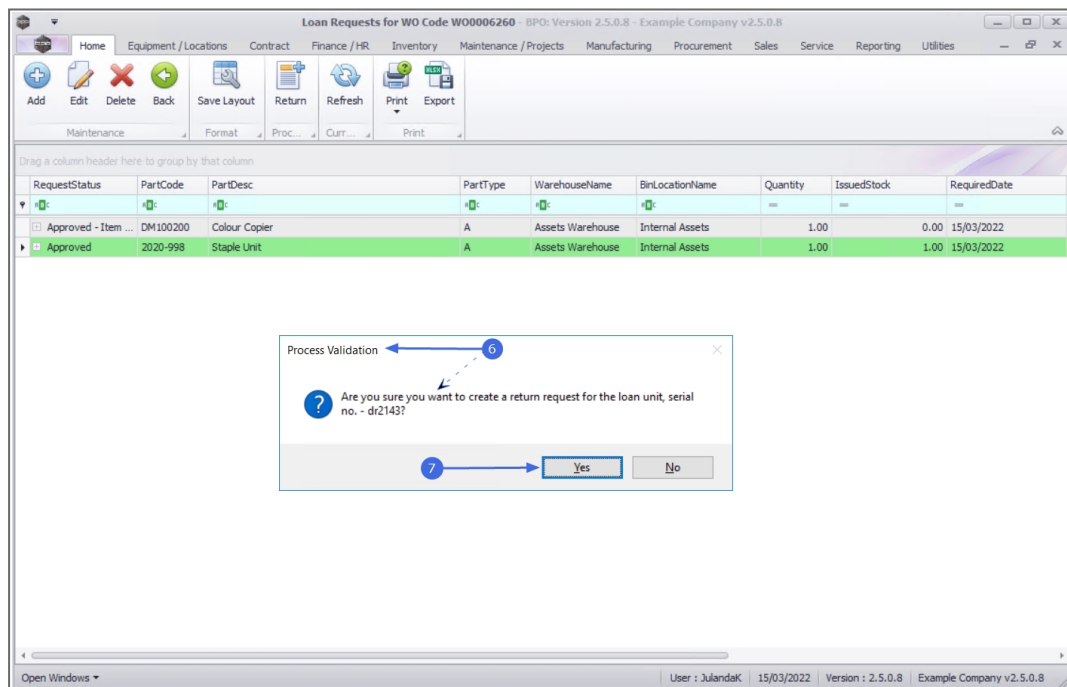 Loan Requests for WO Code WO0006260 - BPO: Version 2.5.0.8 - Example Company v2.5.0.8
Home Equipment / Locations Contract Finance / HR Inventory Maintenance / Projects Manufacturing Procurement Sales Service Reporting Utilities
Add Edit Delete Back Save Layout Return Refresh Print Export
Maintenance Format Proc... Curr... Print
Drag a column header here to group by that column
RequestStatus PartCode PartDesc PartType WarehouseName BinLocationName Quantity IssuedStock RequiredDate
Approved - Item ... DM100200 Colour Copier A Assets Warehouse Internal Assets 1.00 0.00 15/03/2022
Approved 2020-998 Staple Unit A Assets Warehouse Internal Assets 1.00 1.00 15/03/2022
Process Validation 6
Are you sure you want to create a return request for the loan unit, serial
no. - dr2143?
7 Yes No
Open Windows User : JulandaK 15/03/2022 Version : 2.5.0.8 Example Company v2.5.0.8